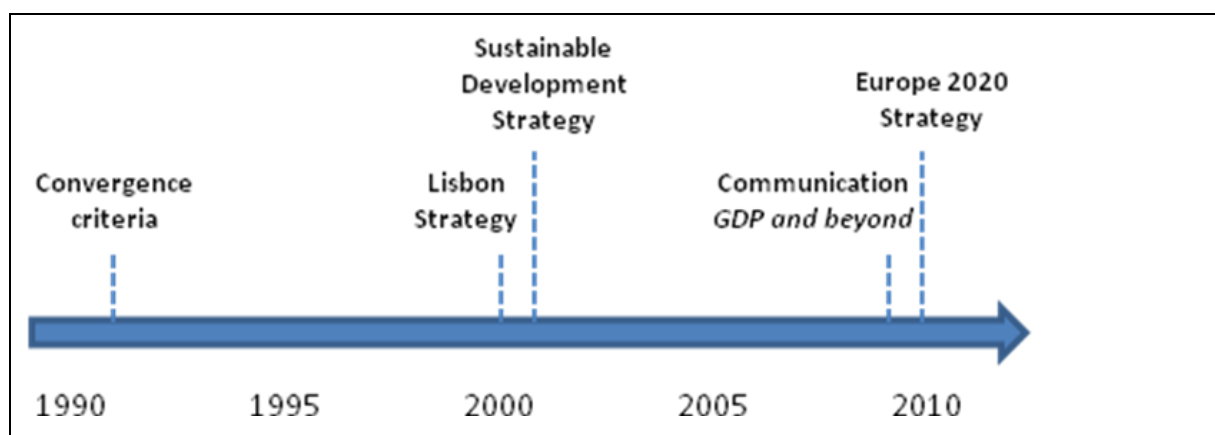 Sustainable
Development
Strategy
Europe 2020
Strategy
Convergence
criteria
Lisbon
Strategy
Communication
GDP and beyond
1990 1995 2000 2005 2010